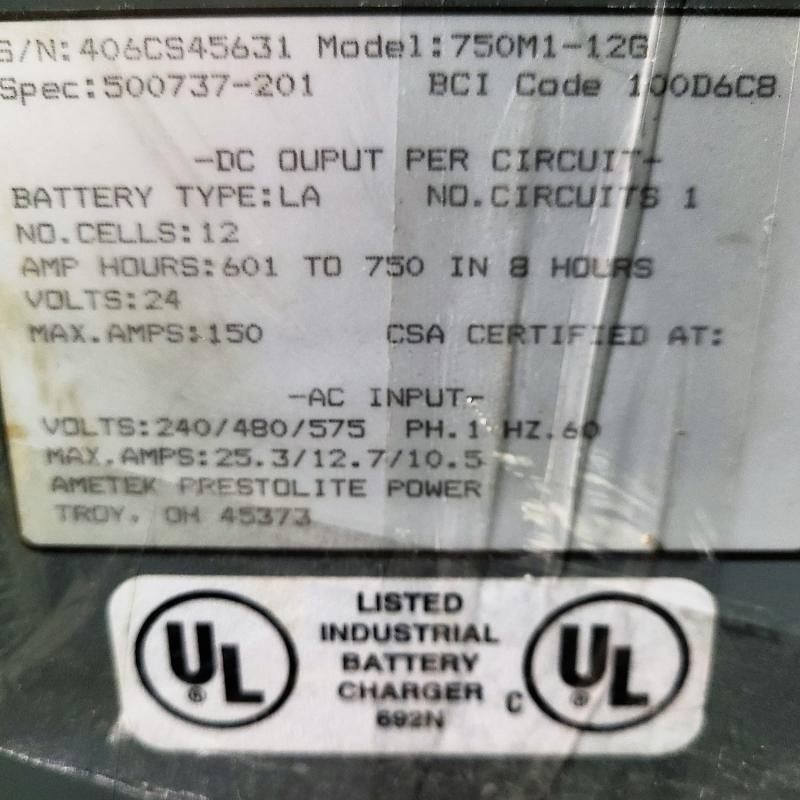 S/N:406CS45631 Model:750M1-12G
Spec:500737-201 BCI Code 100D6C8
-DC OUPUT PER CIRCUIT-
BATTERY TYPE:LA NO.CIRCUITS 1
NO.CELLS:12
AMP HOURS:601 TO 750 IN 8 HOURS
VOLTS:24
MAX.AMPS:150 CSA CERTIFIED AT:
-AC INPUT-
VOLTS:240/480/575 PH.1 HZ.60
MAX.AMPS:25.3/12.7/10.5
AMETEK PRESTOLITE POWER
TROY, OH 45373
LISTED
INDUSTRIAL
BATTERY
CHARGER
692N
UL ®
C UL ®